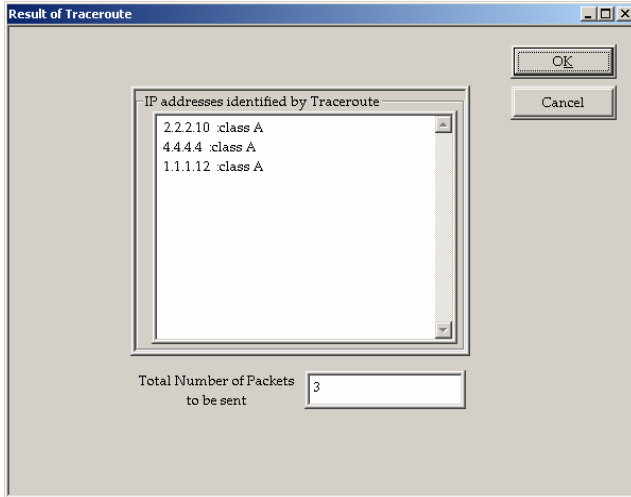 Result of Traceroute
OK
Cancel
IP addresses identified by Traceroute
2.2.2.10 :class A
4.4.4.4 :class A
1.1.1.12 :class A
Total Number of Packets
to be sent
3